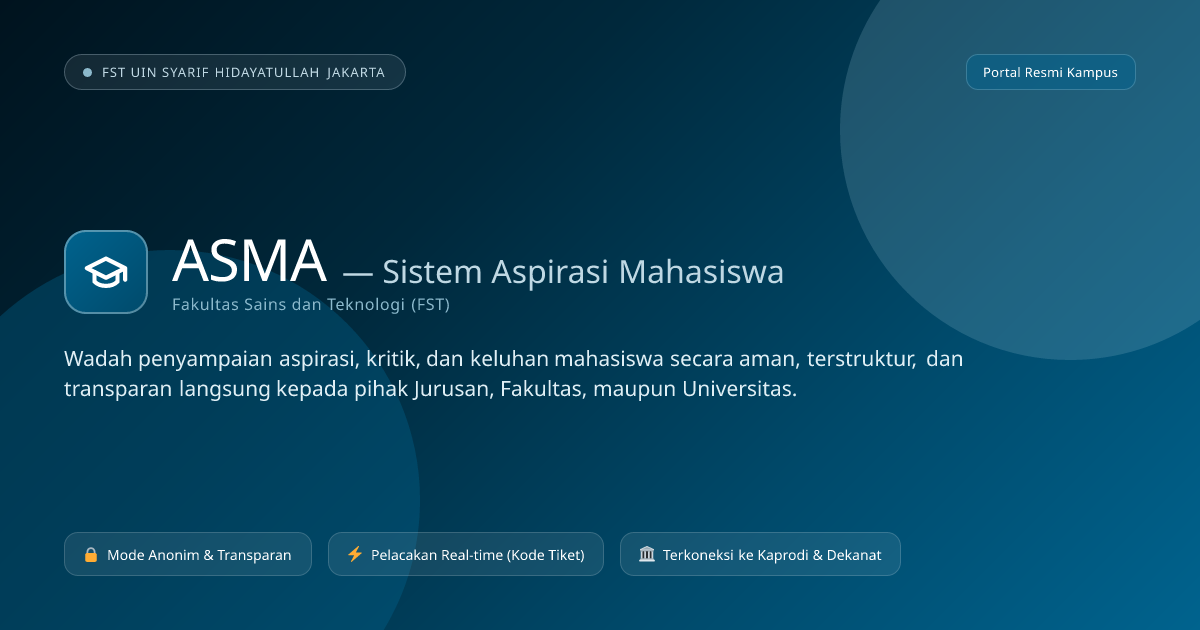 FST UIN SYARIF HIDAYATULLAH JAKARTA
Portal Resmi Kampus
ASMA — Sistem Aspirasi Mahasiswa
Fakultas Sains dan Teknologi (FST)
Wadah penyampaian aspirasi, kritik, dan keluhan mahasiswa secara aman, terstruktur, dan
transparan langsung kepada pihak Jurusan, Fakultas, maupun Universitas.
Mode Anonim & Transparan
Pelacakan Real-time (Kode Tiket)
Terkoneksi ke Kaprodi & Dekanat